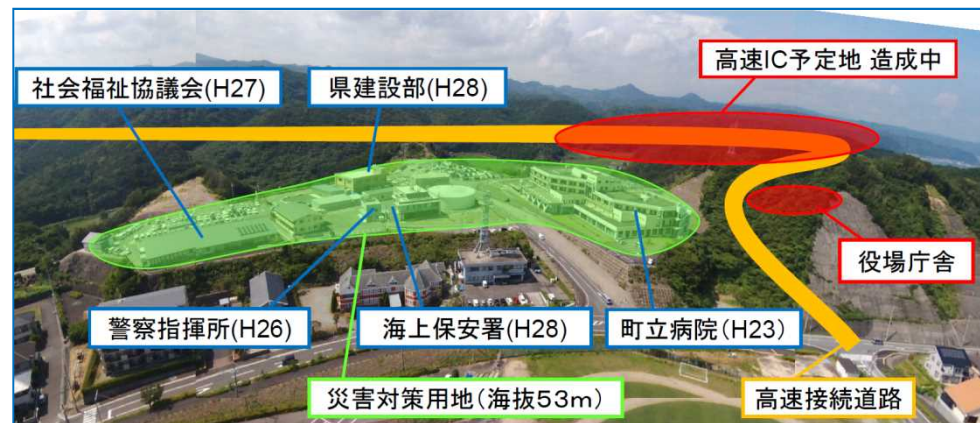 高速IC予定地 造成中
社会福祉協議会(H27)
県建設部(H28)
役場庁舎
警察指揮所(H26)
海上保安署(H28)
町立病院(H23)
災害対策用地(海抜53m)
高速接続道路